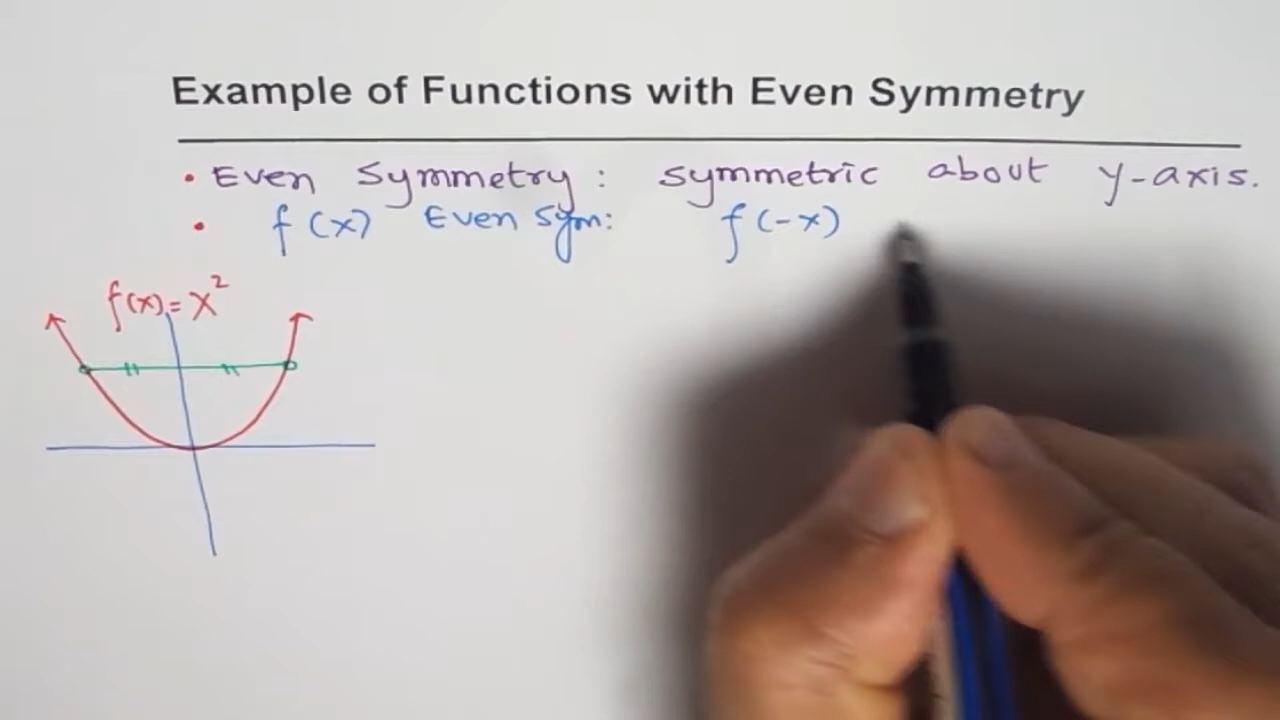 Example of Functions with Even Symmetry
• Even Symmetry: symmetric about y-axis.
• f(x) Even Sym: f(-x)
f(x) = x²